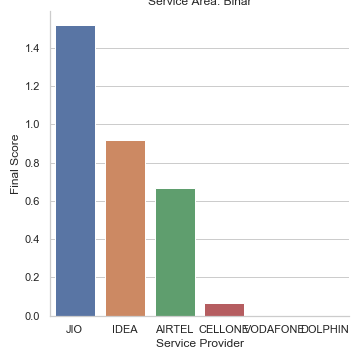 Service Area: Bihar
1.4
1.2
1.0
0.8
0.6
0.4
0.2
0.0
Final Score
JIO IDEA AIRTEL CELLONE VODAFONE DOLPHIN
Service Provider